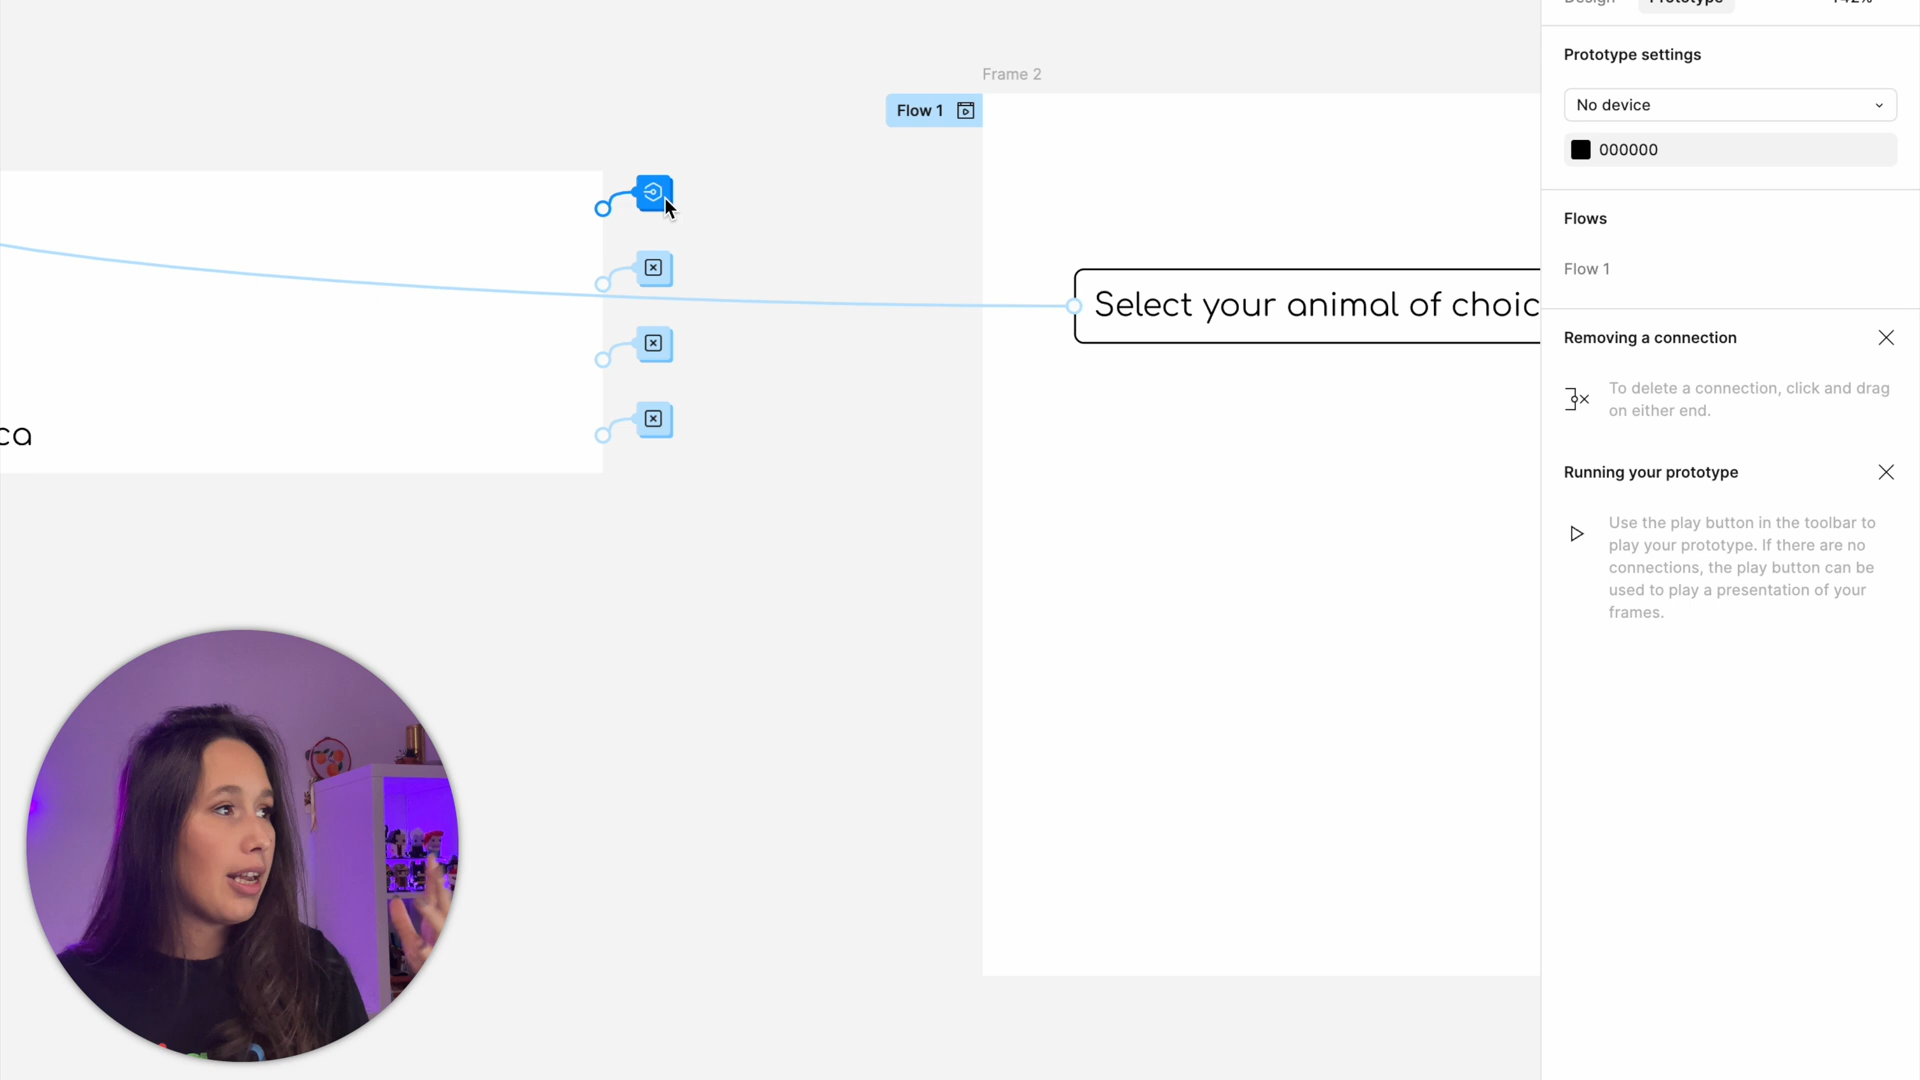 Prototype
Prototype settings
Frame 2
No device
Flow 1
000000
Flows
Flow 1
Select your animal of choic
Removing a connection
To delete a connection, click and drag
on either end.
ca
Running your prototype
Use the play button in the toolbar to
play your prototype. If there are no
connections, the play button can be
used to play a presentation of your
frames.